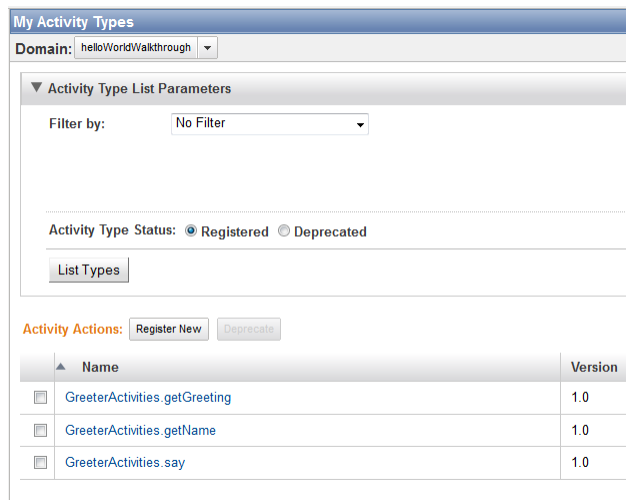 My Activity Types
Domain: helloWorldWalkthrough
Activity Type List Parameters
Filter by: No Filter
Activity Type Status: Registered Deprecated
List Types
Activity Actions: Register New Deprecate
Name Version
GreeterActivities.getGreeting 1.0
GreeterActivities.getName 1.0
GreeterActivities.say 1.0